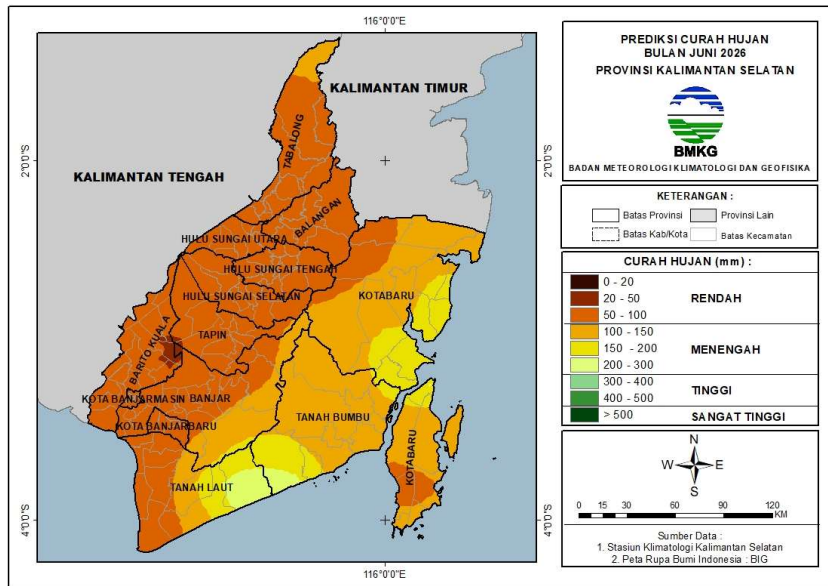 116°0'0"E
KALIMANTAN TIMUR
TABALONG
2°0'0"S
2°0'0"S
KALIMANTAN TENGAH
BALANGAN
HULU SUNGAI UTARA
HULU SUNGAI TENGAH
HULU SUNGAI SELATAN
KOTABARU
TAPIN
BARITO KUALA
KOTA BANJARMASIN
BANJAR
KOTA BANJARBARU
TANAH BUMBU
KOTABARU
TANAH LAUT
4°0'0"S
4°0'0"S
116°0'0"E
PREDIKSI CURAH HUJAN
BULAN JUNI 2026
PROVINSI KALIMANTAN SELATAN
BMKG
BADAN METEOROLOGI KLIMATOLOGI DAN GEOFISIKA
KETERANGAN :
Batas Provinsi
Provinsi Lain
Batas Kab/Kota
Batas Kecamatan
CURAH HUJAN (mm) :
0 - 20
20 - 50
RENDAH
50 - 100
100 - 150
150 - 200
MENENGAH
200 - 300
300 - 400
TINGGI
400 - 500
> 500
SANGAT TINGGI
N
W E
S
0 15 30 60 90 120
KM
Sumber Data :
1. Stasiun Klimatologi Kalimantan Selatan
2. Peta Rupa Bumi Indonesia : BIG